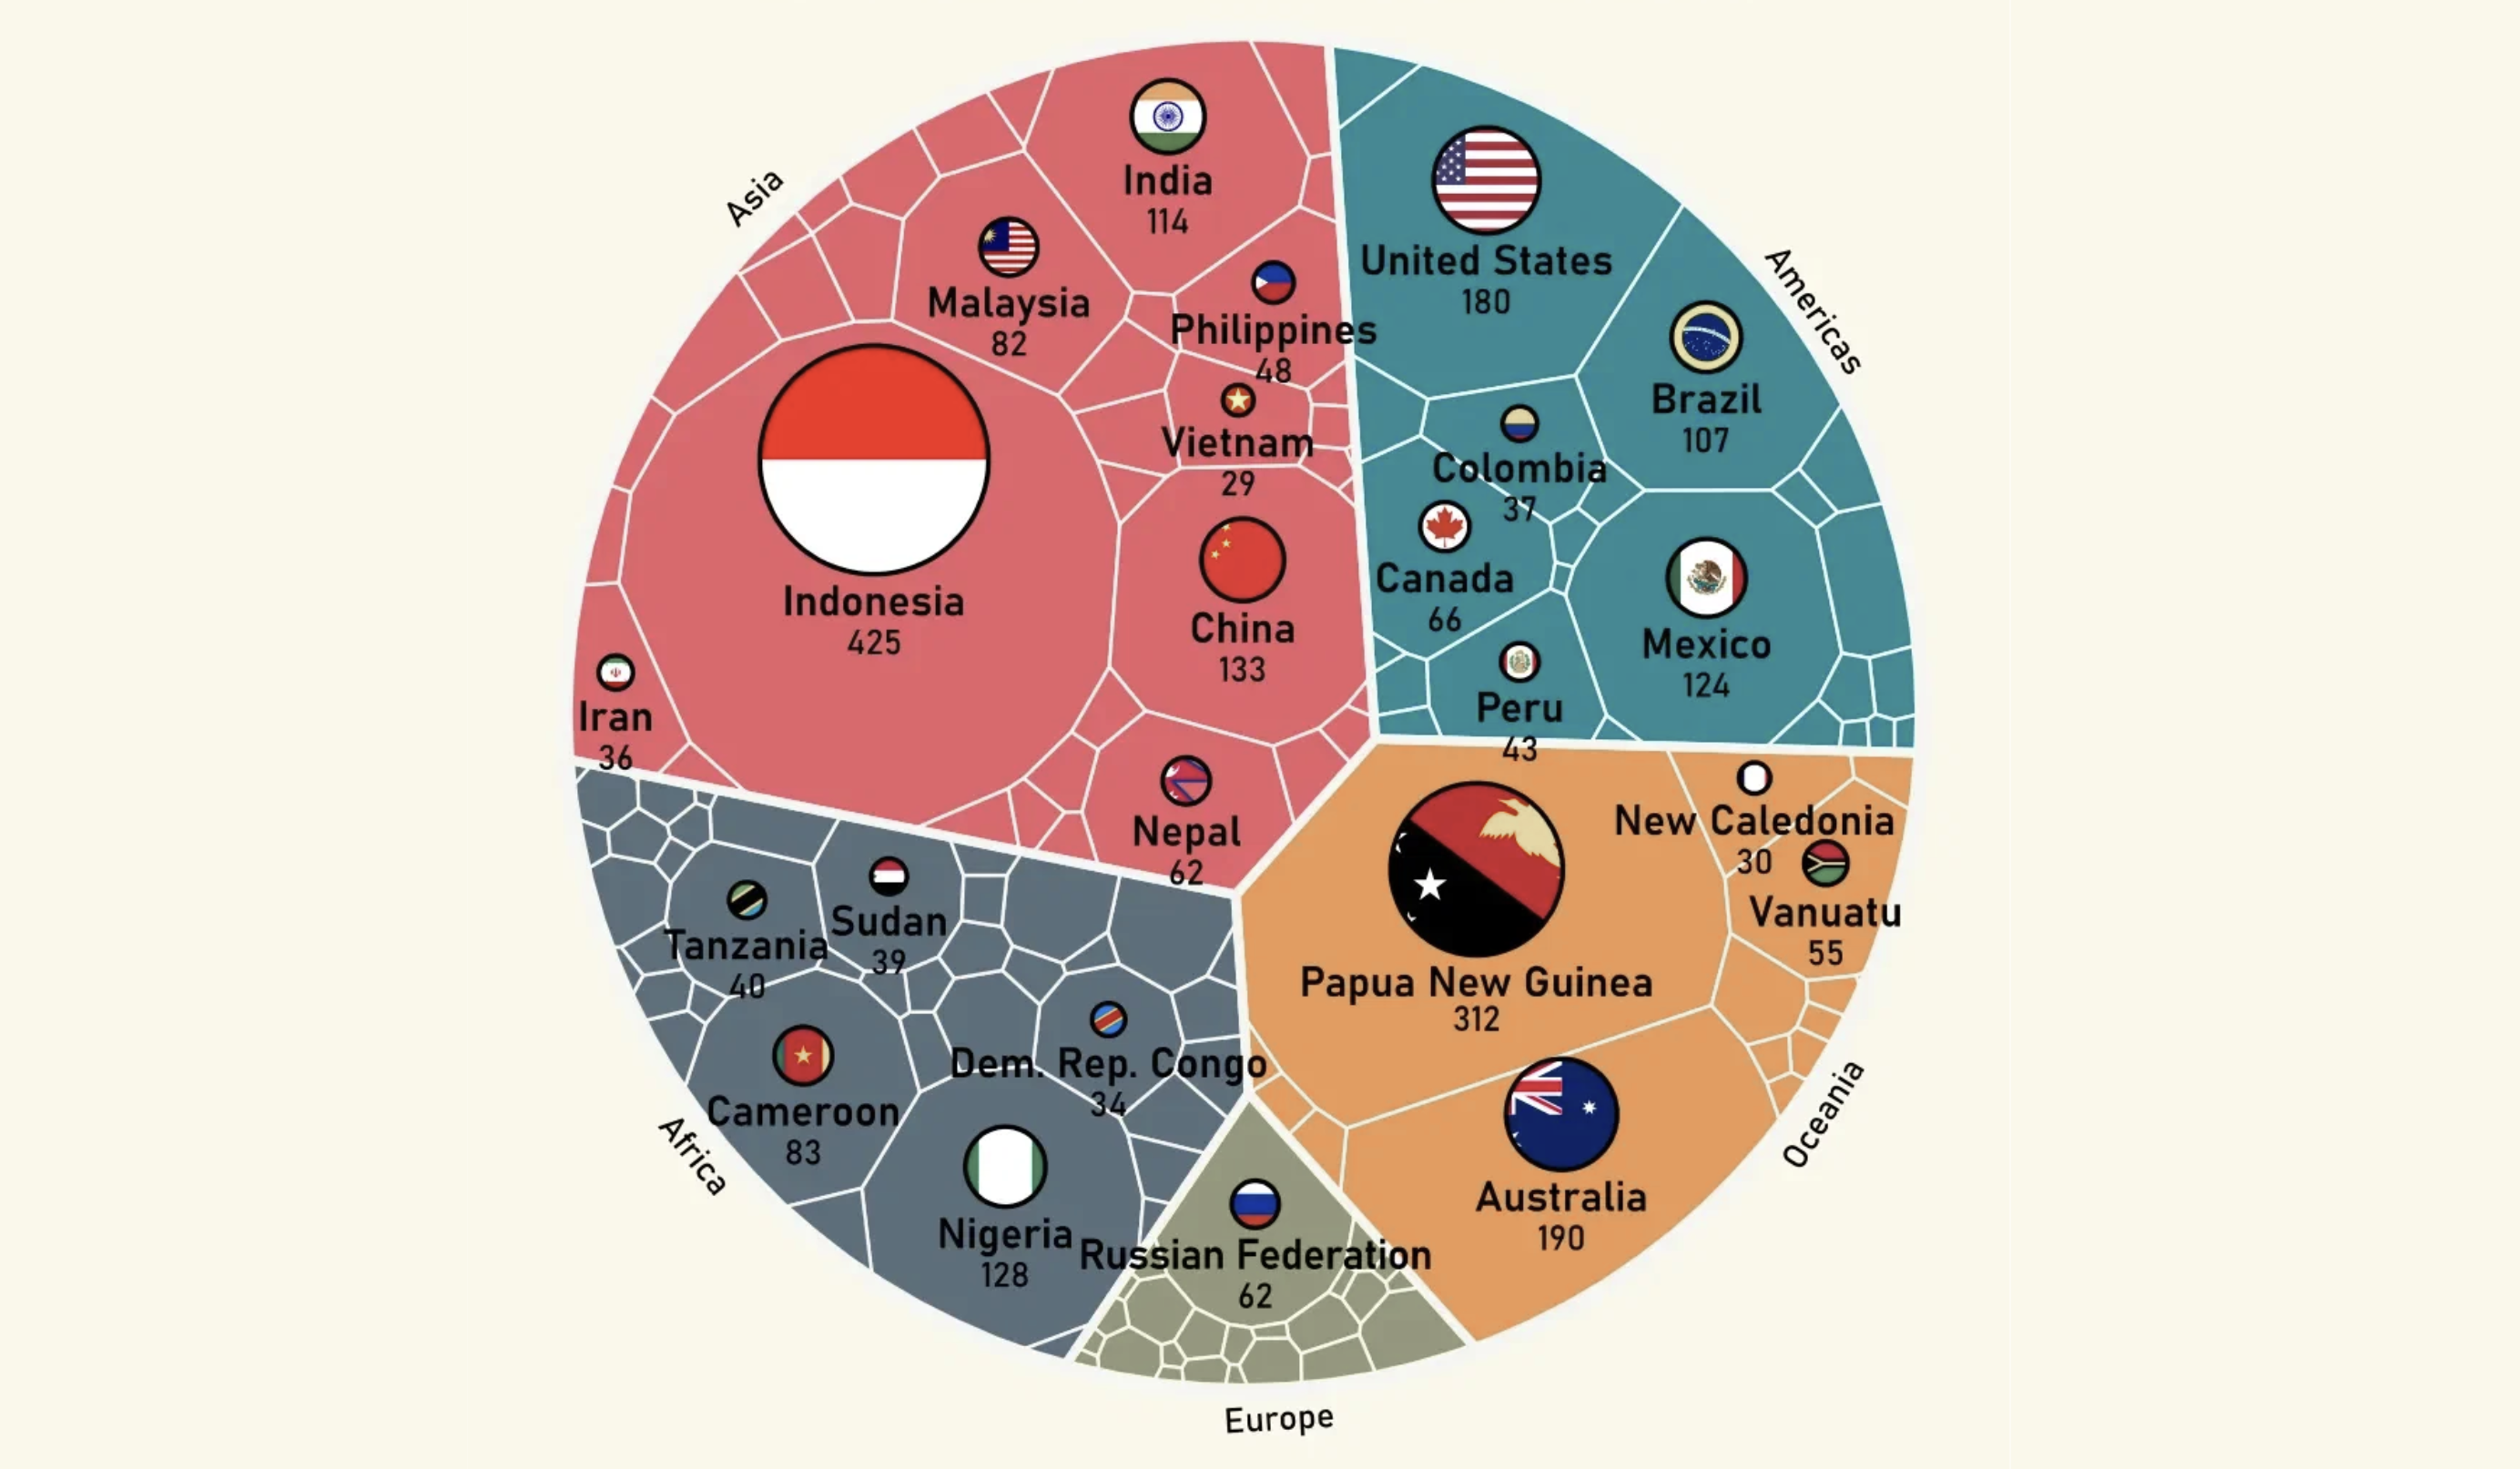 Asia
India
114
Malaysia
82
Philippines
48
Vietnam
29
Indonesia
425
China
133
Iran
36
Nepal
62
Americas
United States
180
Brazil
107
Colombia
37
Canada
66
Mexico
124
Peru
43
Africa
Tanzania
40
Sudan
39
Cameroon
83
Dem. Rep. Congo
34
Nigeria
128
Oceania
New Caledonia
30
Vanuatu
55
Papua New Guinea
312
Australia
190
Europe
Russian Federation
62